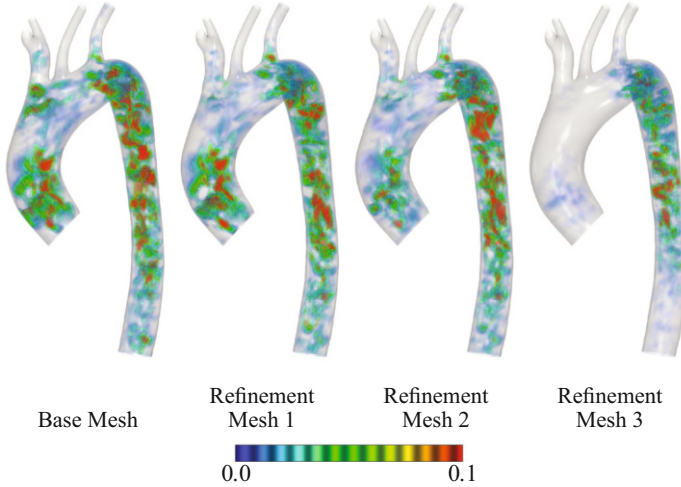 Base Mesh
Refinement
Mesh 1
Refinement
Mesh 2
Refinement
Mesh 3
0.0
0.1